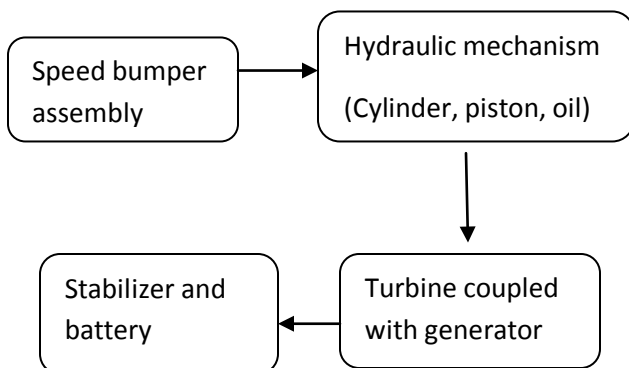 Speed bumper
assembly
Hydraulic mechanism
(Cylinder, piston, oil)
Turbine coupled
with generator
Stabilizer and
battery